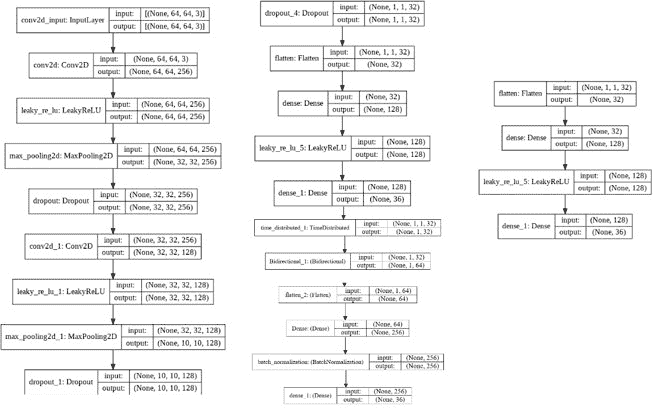 conv2d_input: InputLayer input: [(None, 64, 64, 3)]
output: [(None, 64, 64, 3)]
conv2d: Conv2D input: (None, 64, 64, 3)
output: (None, 64, 64, 256)
leaky_re_lu: LeakyReLU input: (None, 64, 64, 256)
output: (None, 64, 64, 256)
max_pooling2d: MaxPooling2D input: (None, 64, 64, 256)
output: (None, 32, 32, 256)
dropout: Dropout input: (None, 32, 32, 256)
output: (None, 32, 32, 256)
conv2d_1: Conv2D input: (None, 32, 32, 256)
output: (None, 32, 32, 128)
leaky_re_lu_1: LeakyReLU input: (None, 32, 32, 128)
output: (None, 32, 32, 128)
max_pooling2d_1: MaxPooling2D input: (None, 32, 32, 128)
output: (None, 10, 10, 128)
dropout_1: Dropout input: (None, 10, 10, 128)
output: (None, 10, 10, 128)
dropout_4: Dropout input: (None, 1, 1, 32)
output: (None, 1, 1, 32)
flatten: Flatten input: (None, 1, 1, 32)
output: (None, 32)
dense: Dense input: (None, 32)
output: (None, 128)
leaky_re_lu_5: LeakyReLU input: (None, 128)
output: (None, 128)
dense_1: Dense input: (None, 128)
output: (None, 36)
time_distributed_1: TimeDistributed input: (None, 1, 1, 32)
output: (None, 1, 32)
Bidirectional_1: (Bidirectional) input: (None, 1, 32)
output: (None, 1, 64)
flatten_2: (Flatten) input: (None, 1, 64)
output: (None, 64)
Dense: (Dense) input: (None, 64)
output: (None, 256)
batch_normalization: (BatchNormalization) input: (None, 256)
output: (None, 256)
dense_1: (Dense) input: (None, 256)
output: (None, 36)
flatten: Flatten input: (None, 1, 1, 32)
output: (None, 32)
dense: Dense input: (None, 32)
output: (None, 128)
leaky_re_lu_5: LeakyReLU input: (None, 128)
output: (None, 128)
dense_1: Dense input: (None, 128)
output: (None, 36)